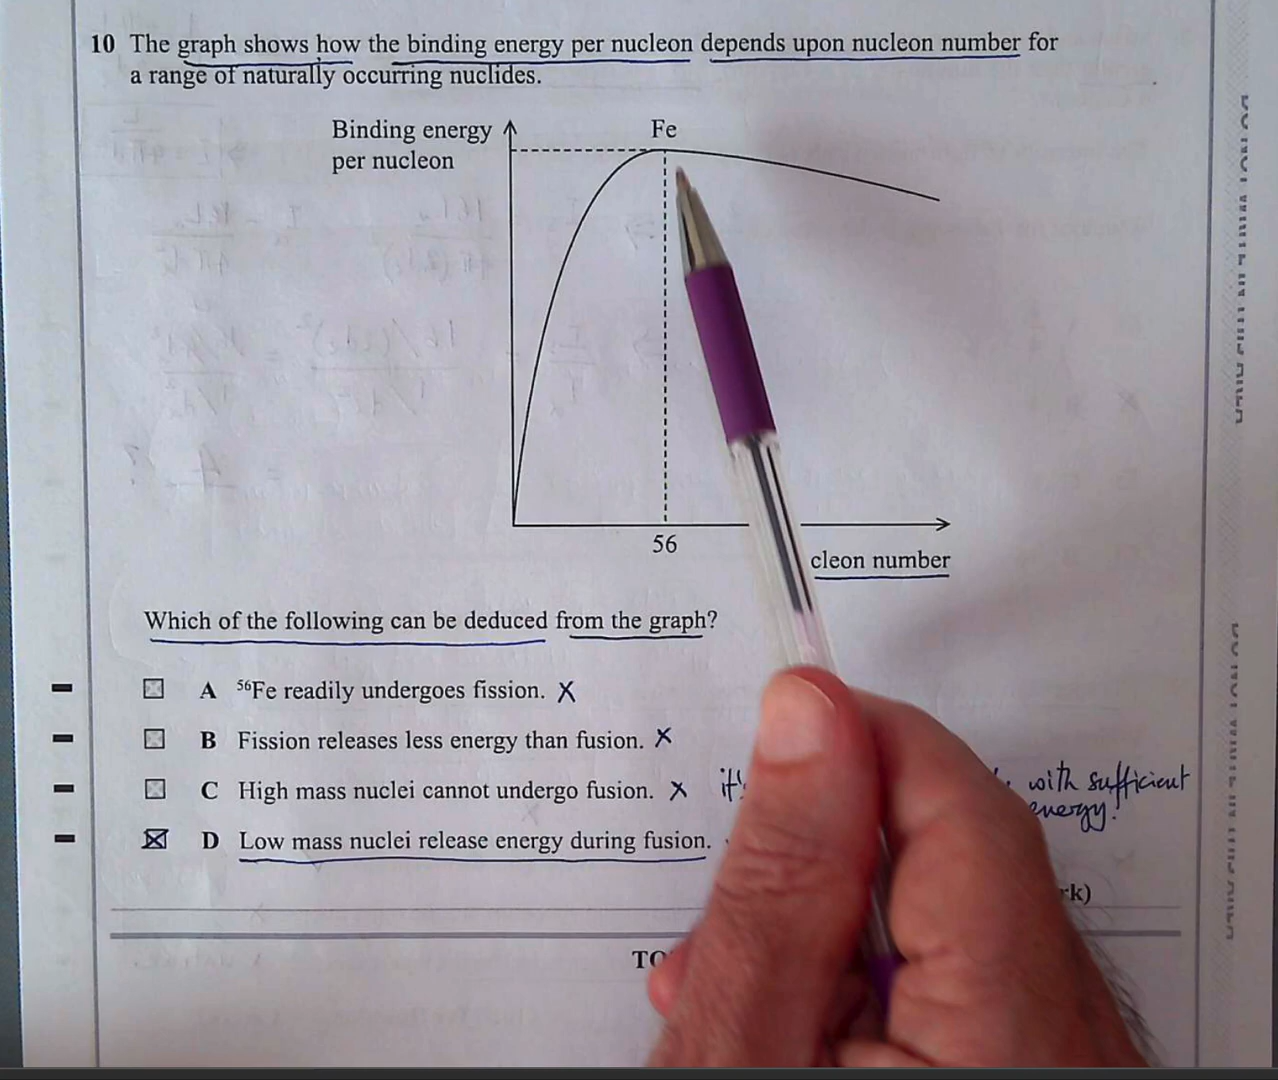 10 The graph shows how the binding energy per nucleon depends upon nucleon number for
a range of naturally occurring nuclides.
Binding energy
per nucleon
Fe
56
cleon number
Which of the following can be deduced from the graph?
A ⁵⁶Fe readily undergoes fission. X
B Fission releases less energy than fusion. X
C High mass nuclei cannot undergo fusion. X it's with sufficient
energy.
D Low mass nuclei release energy during fusion.
rk)
TO